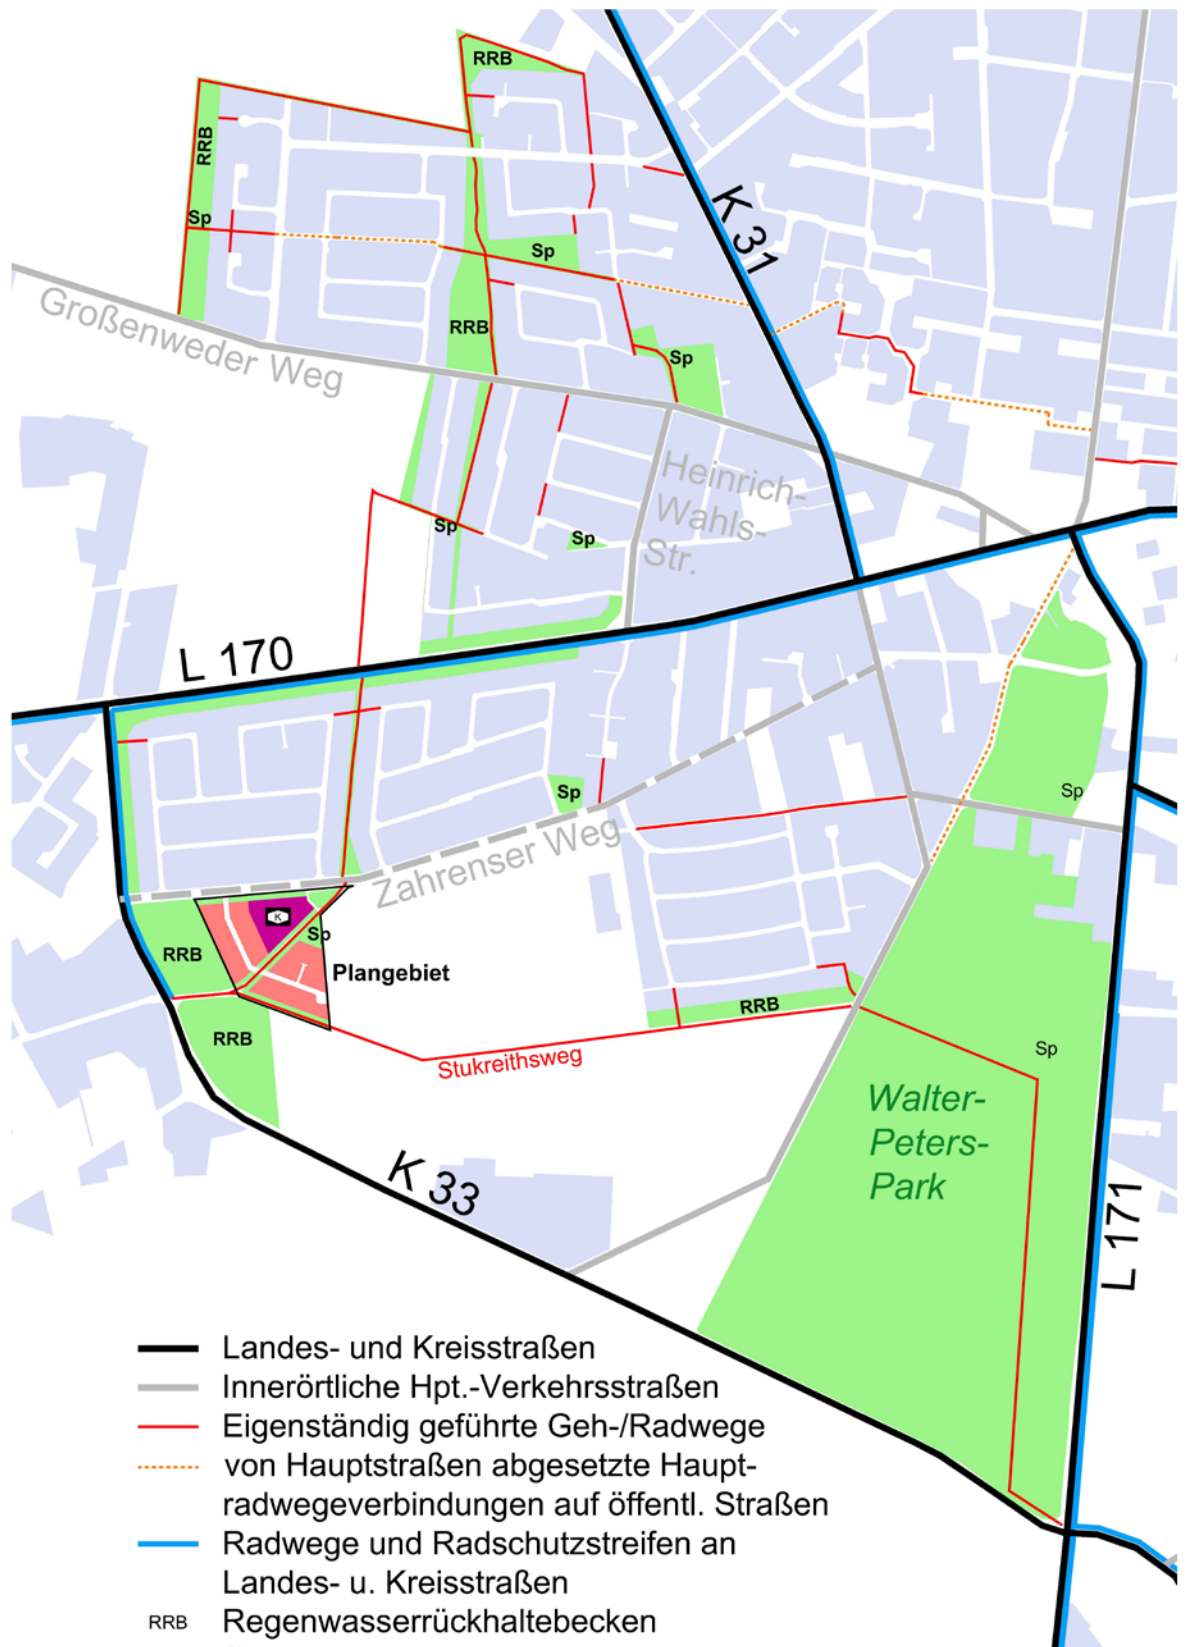 RRB
RRB
Sp
K 31
Sp
Großenweder Weg
RRB
Sp
Heinrich-
Wahls-
Str.
Sp
Sp
L 170
Sp
Sp
Zahrenser Weg
K
Sp
RRB
Plangebiet
RRB
RRB
Stukreithsweg
Sp
Walter-
Peters-
Park
K 33
L 171
Landes- und Kreisstraßen
Innerörtliche Hpt.-Verkehrsstraßen
Eigenständig geführte Geh-/Radwege
von Hauptstraßen abgesetzte Haupt-
radwegeverbindungen auf öffentl. Straßen
Radwege und Radschutzstreifen an
Landes- u. Kreisstraßen
RRB Regenwasserrückhaltebecken